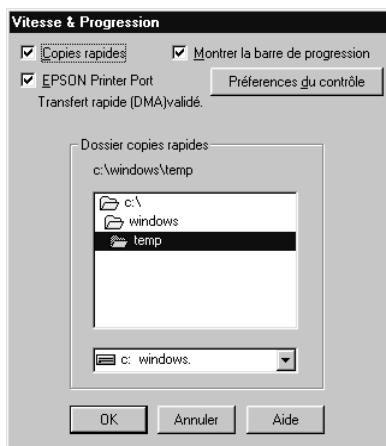 Vitesse & Progression
Copies rapides
Montrer la barre de progression
EPSON Printer Port
Préferences du contrôle
Transfert rapide (DMA)validé.
Dossier copies rapides
c:\windows\temp
c:\
windows
temp
c: windows.
OK
Annuler
Aide